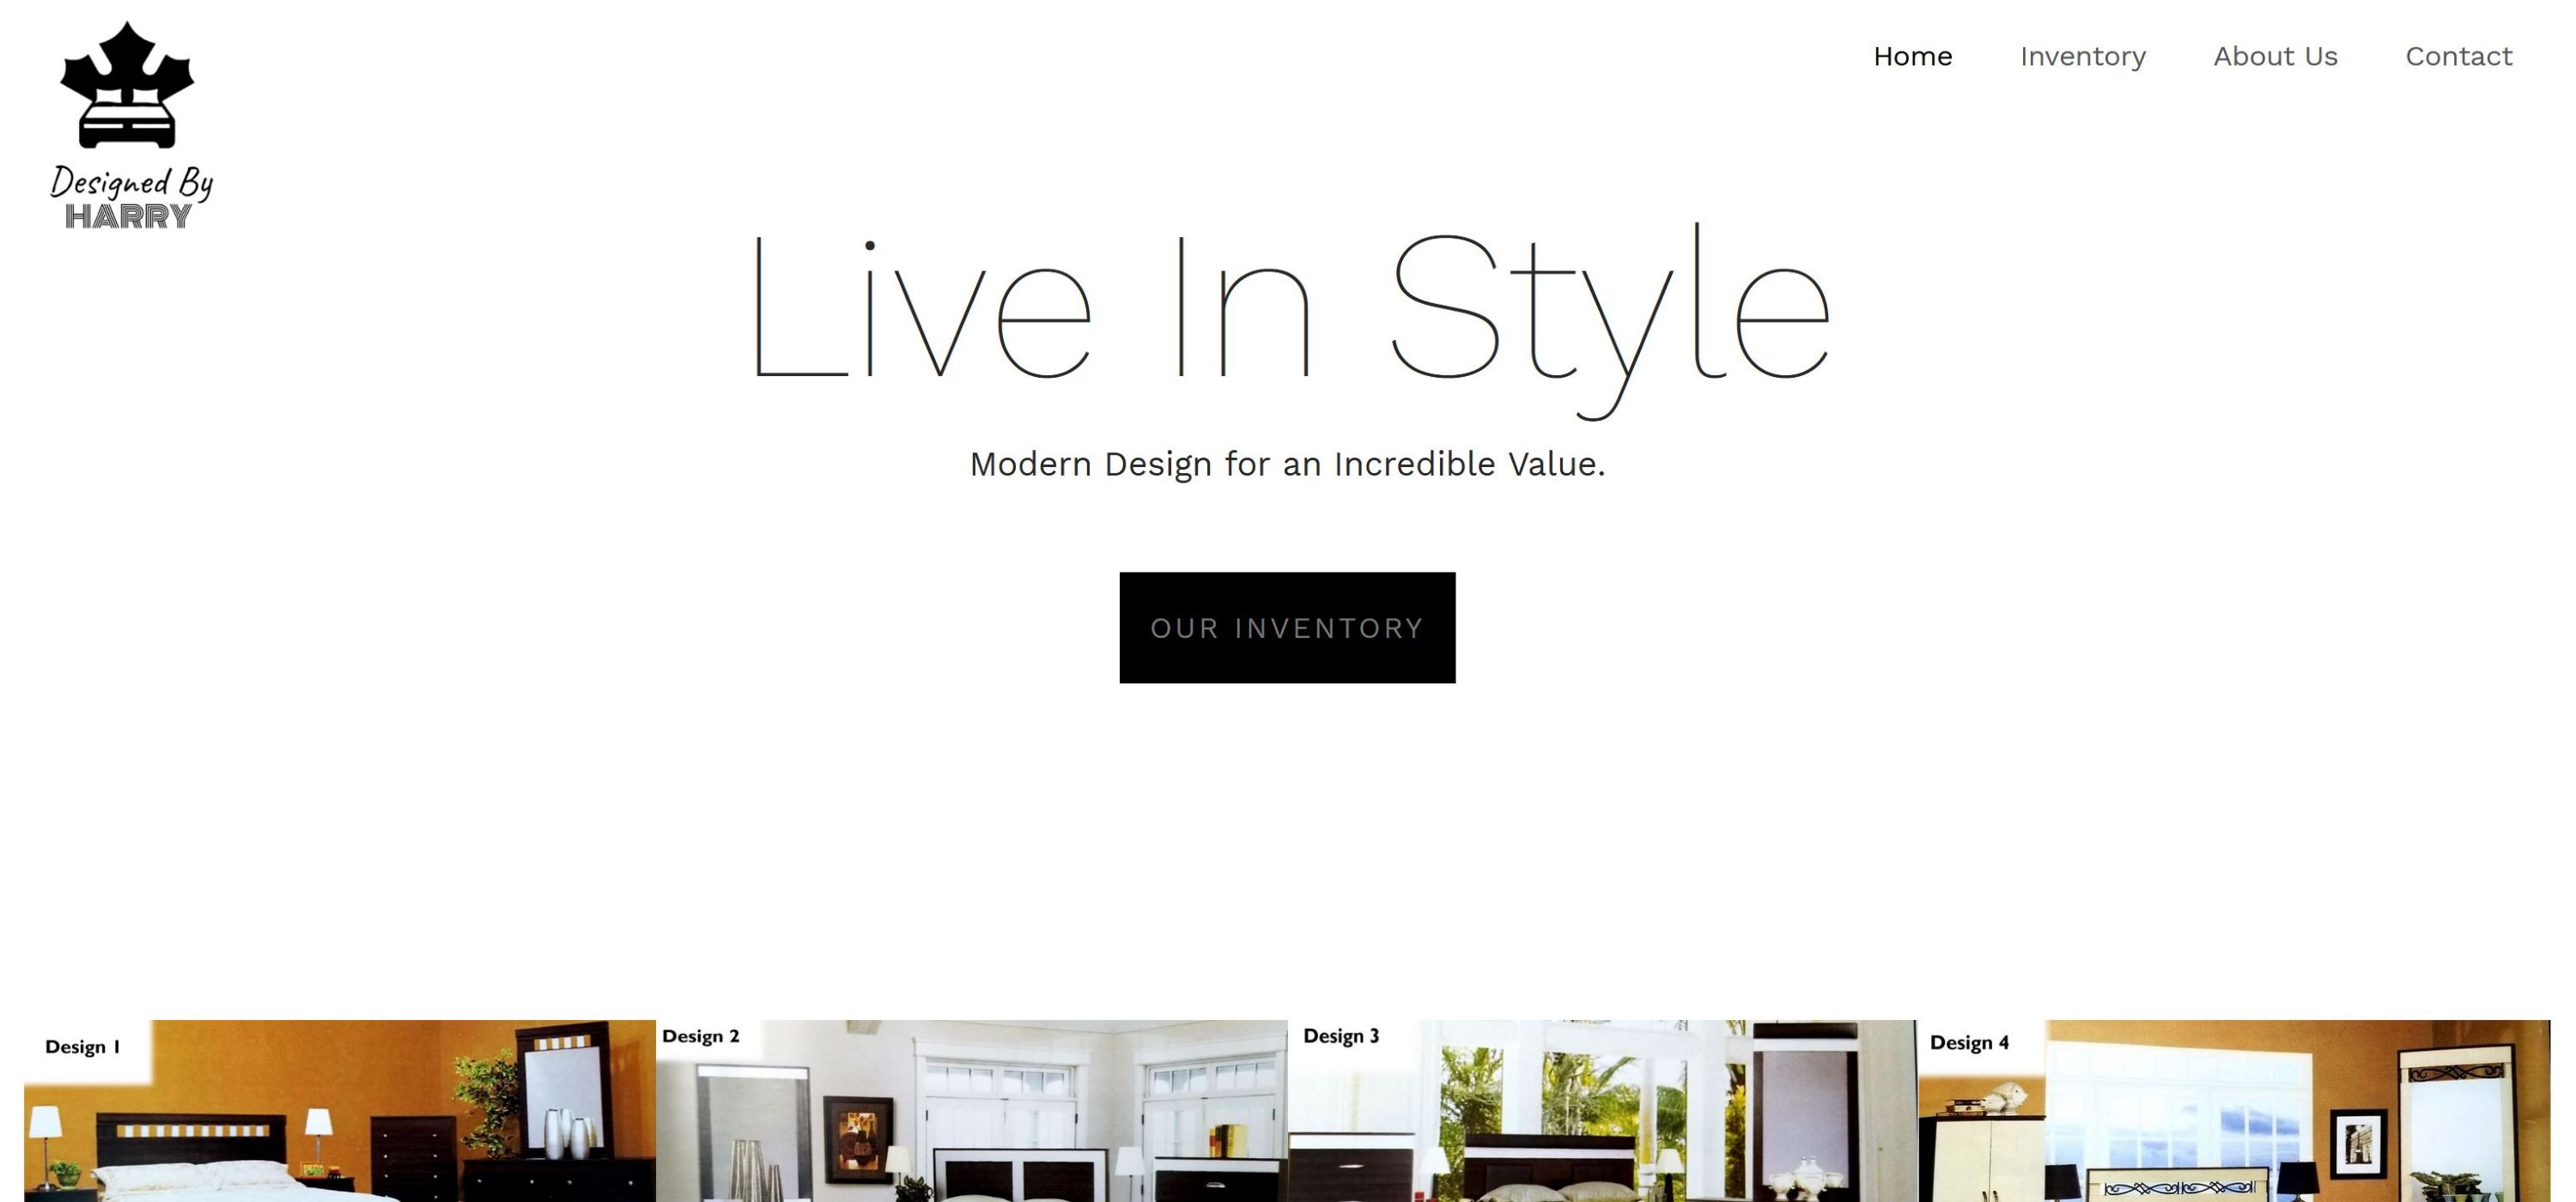 Designed By
HARRY
Home Inventory About Us Contact
Live In Style
Modern Design for an Incredible Value.
OUR INVENTORY
Design 1
Design 2
Design 3
Design 4